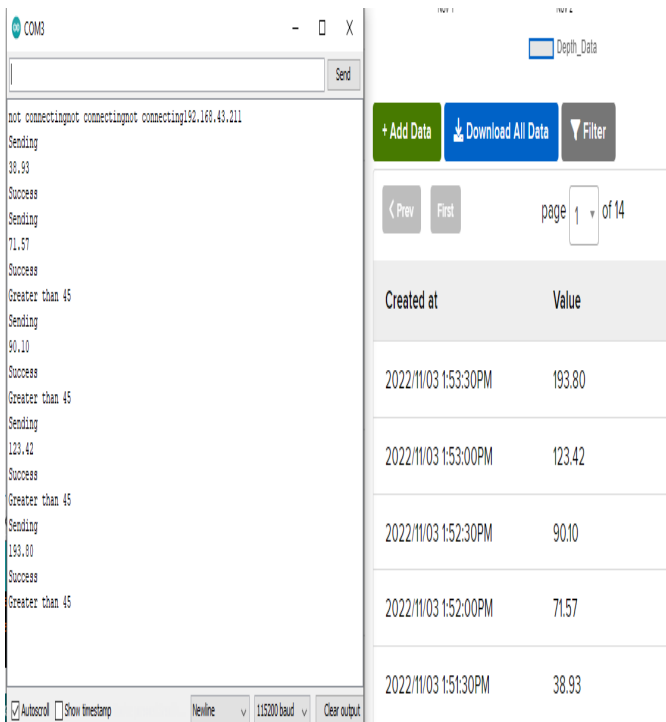 COM3
Send
not connectingnot connectingnot connecting192.168.43.211
Sending
38.93
Success
Sending
71.57
Success
Greater than 45
Sending
90.10
Success
Greater than 45
Sending
123.42
Success
Greater than 45
Sending
193.80
Success
Greater than 45
Autoscroll Show timestamp Newline 115200 baud Clear output
Nov 1 Nov 2
Depth_Data
+ Add Data Download All Data Filter
Prev First page 1 of 14
Created at Value
2022/11/03 1:53:30PM 193.80
2022/11/03 1:53:00PM 123.42
2022/11/03 1:52:30PM 90.10
2022/11/03 1:52:00PM 71.57
2022/11/03 1:51:30PM 38.93